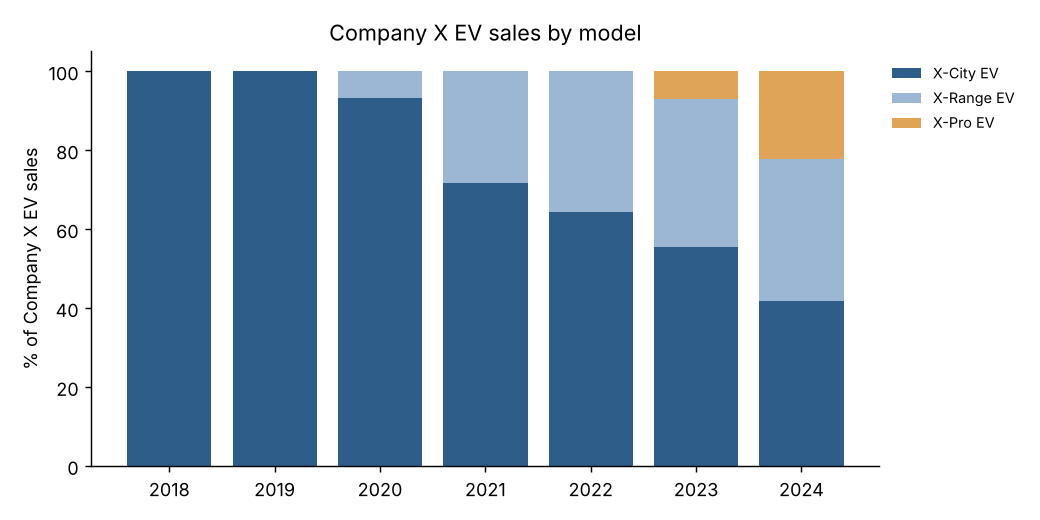 Company X EV sales by model
% of Company X EV sales
100
80
60
40
20
0
2018 2019 2020 2021 2022 2023 2024
X-City EV
X-Range EV
X-Pro EV